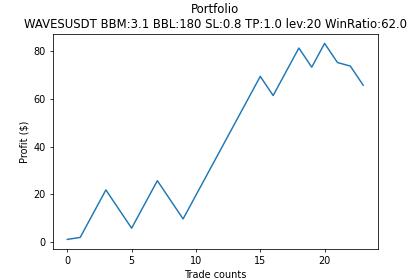 Portfolio
WAVESUSDT BBM:3.1 BBL:180 SL:0.8 TP:1.0 lev:20 WinRatio:62.0
80
60
40
20
0
Profit ($)
0 5 10 15 20
Trade counts